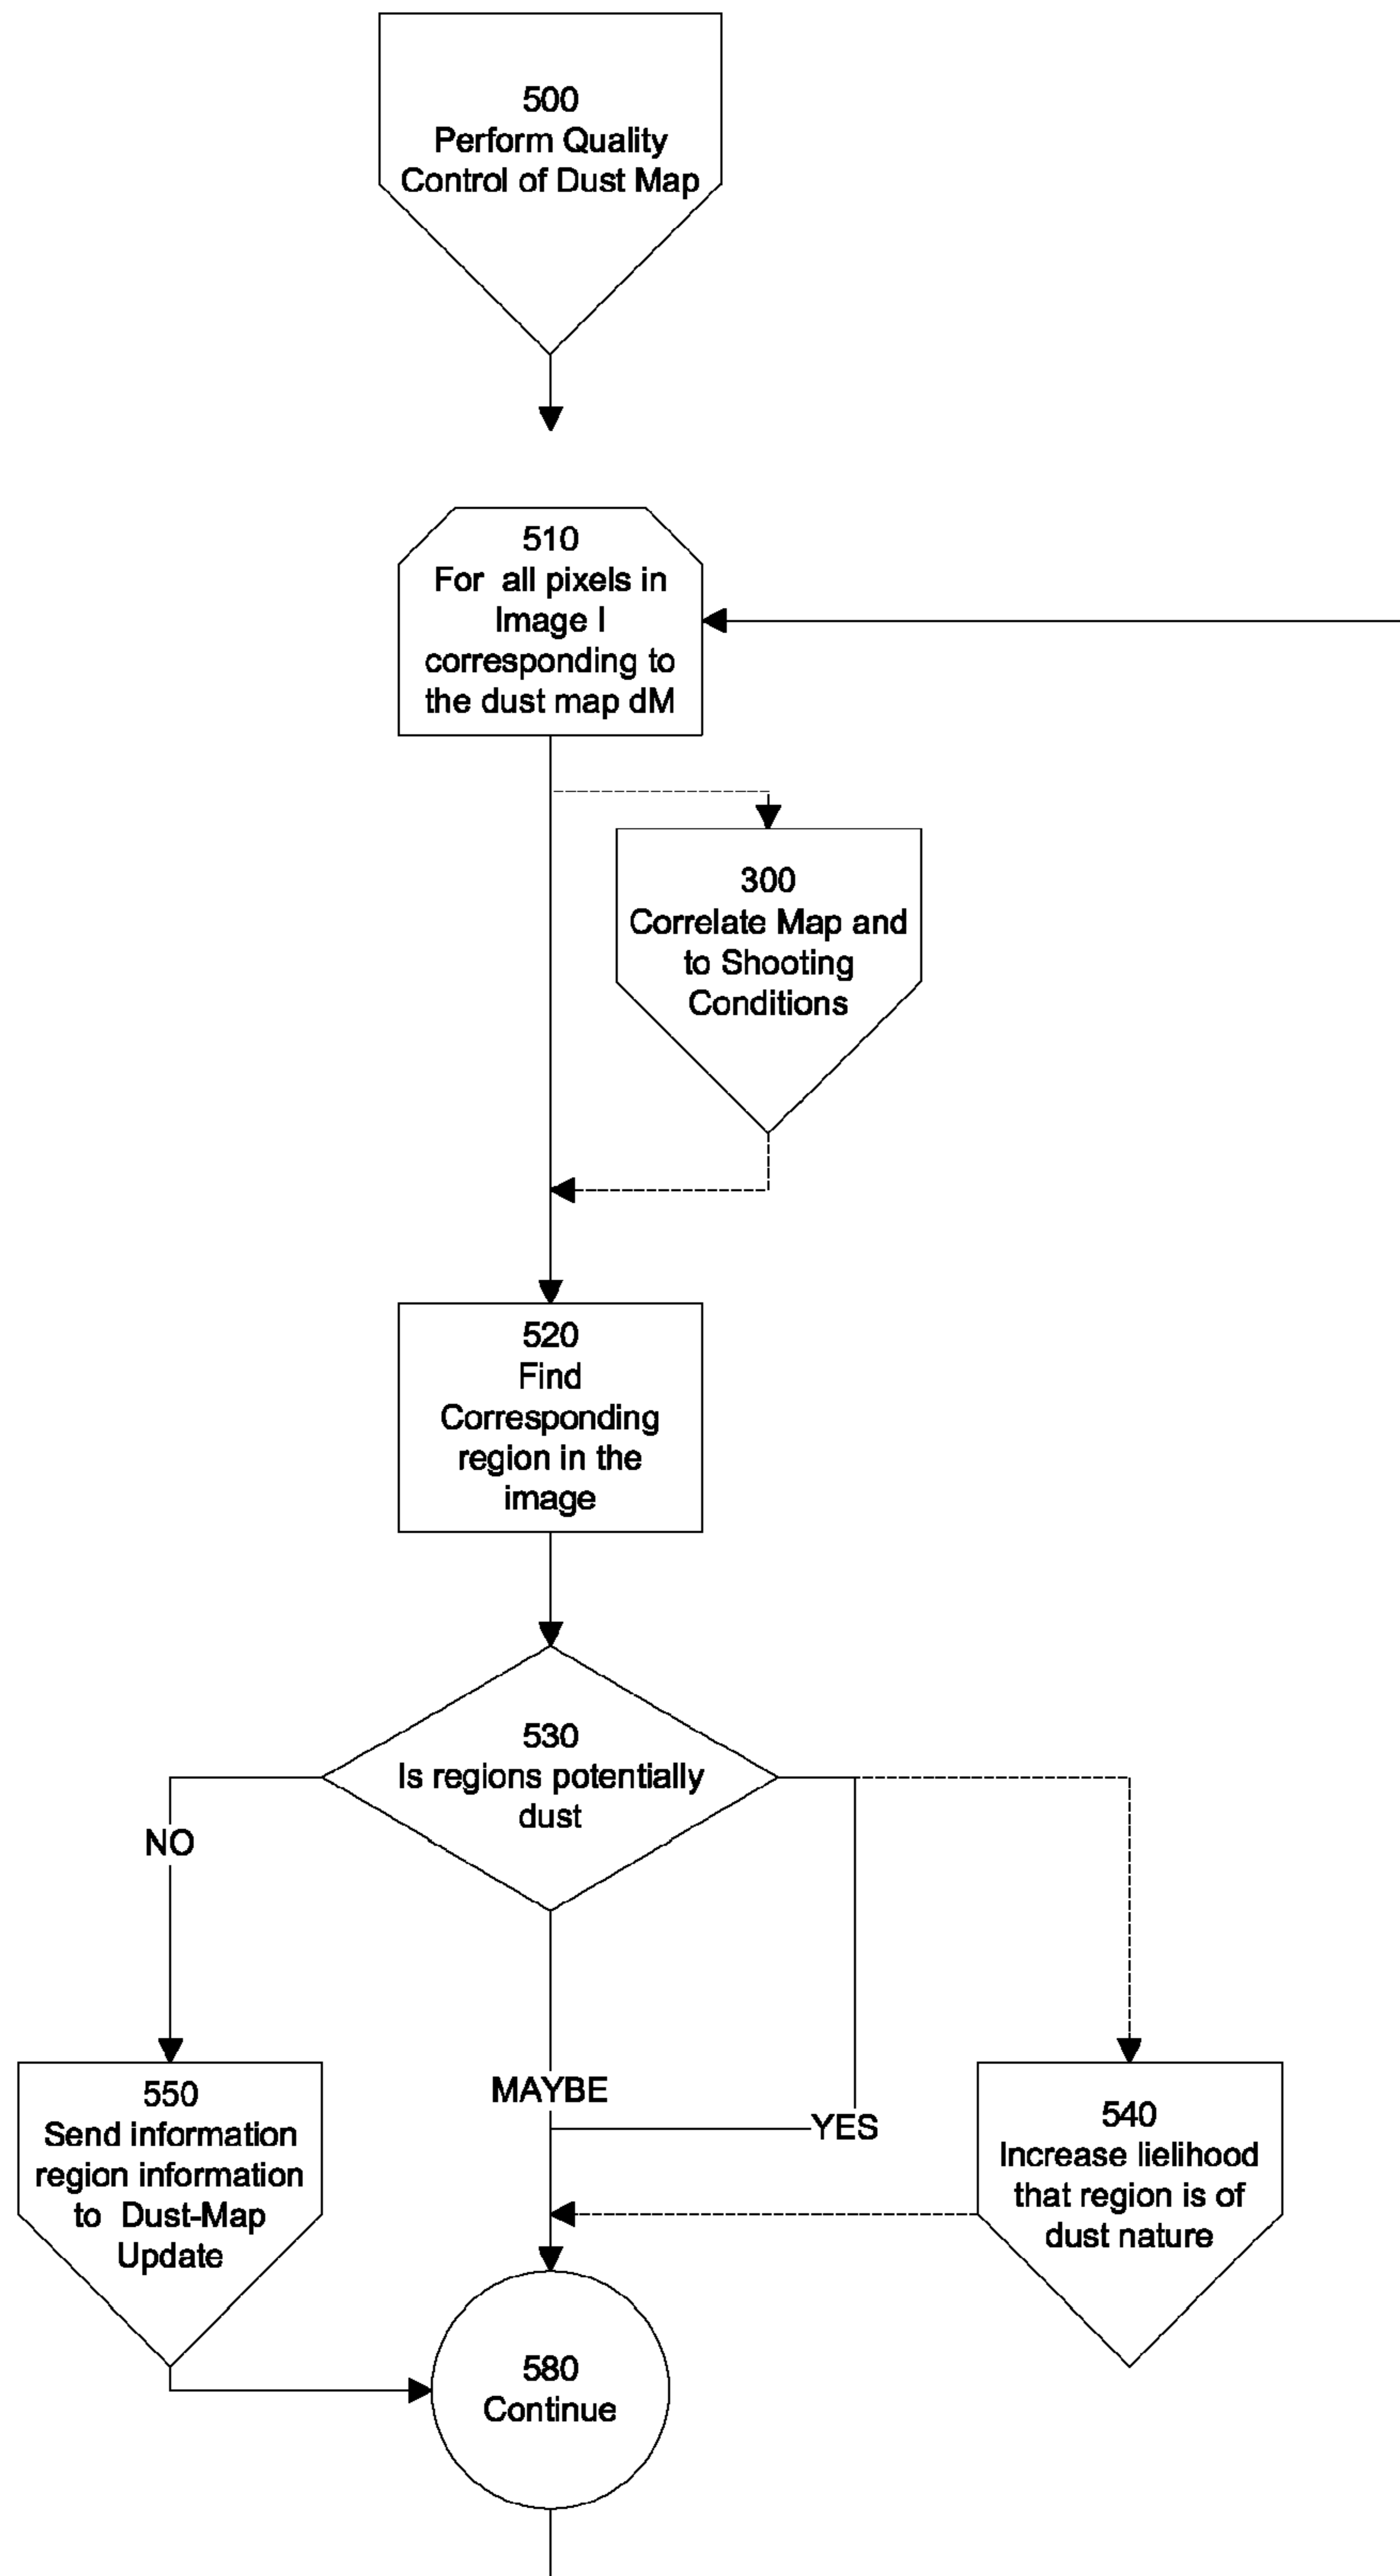 500
Perform Quality
Control of Dust Map
510
For all pixels in
Image I
corresponding to
the dust map dM
300
Correlate Map and
to Shooting
Conditions
520
Find
Corresponding
region in the
image
530
Is regions potentially
dust
NO
MAYBE
YES
550
Send information
region information
to Dust-Map
Update
540
Increase lielihood
that region is of
dust nature
580
Continue